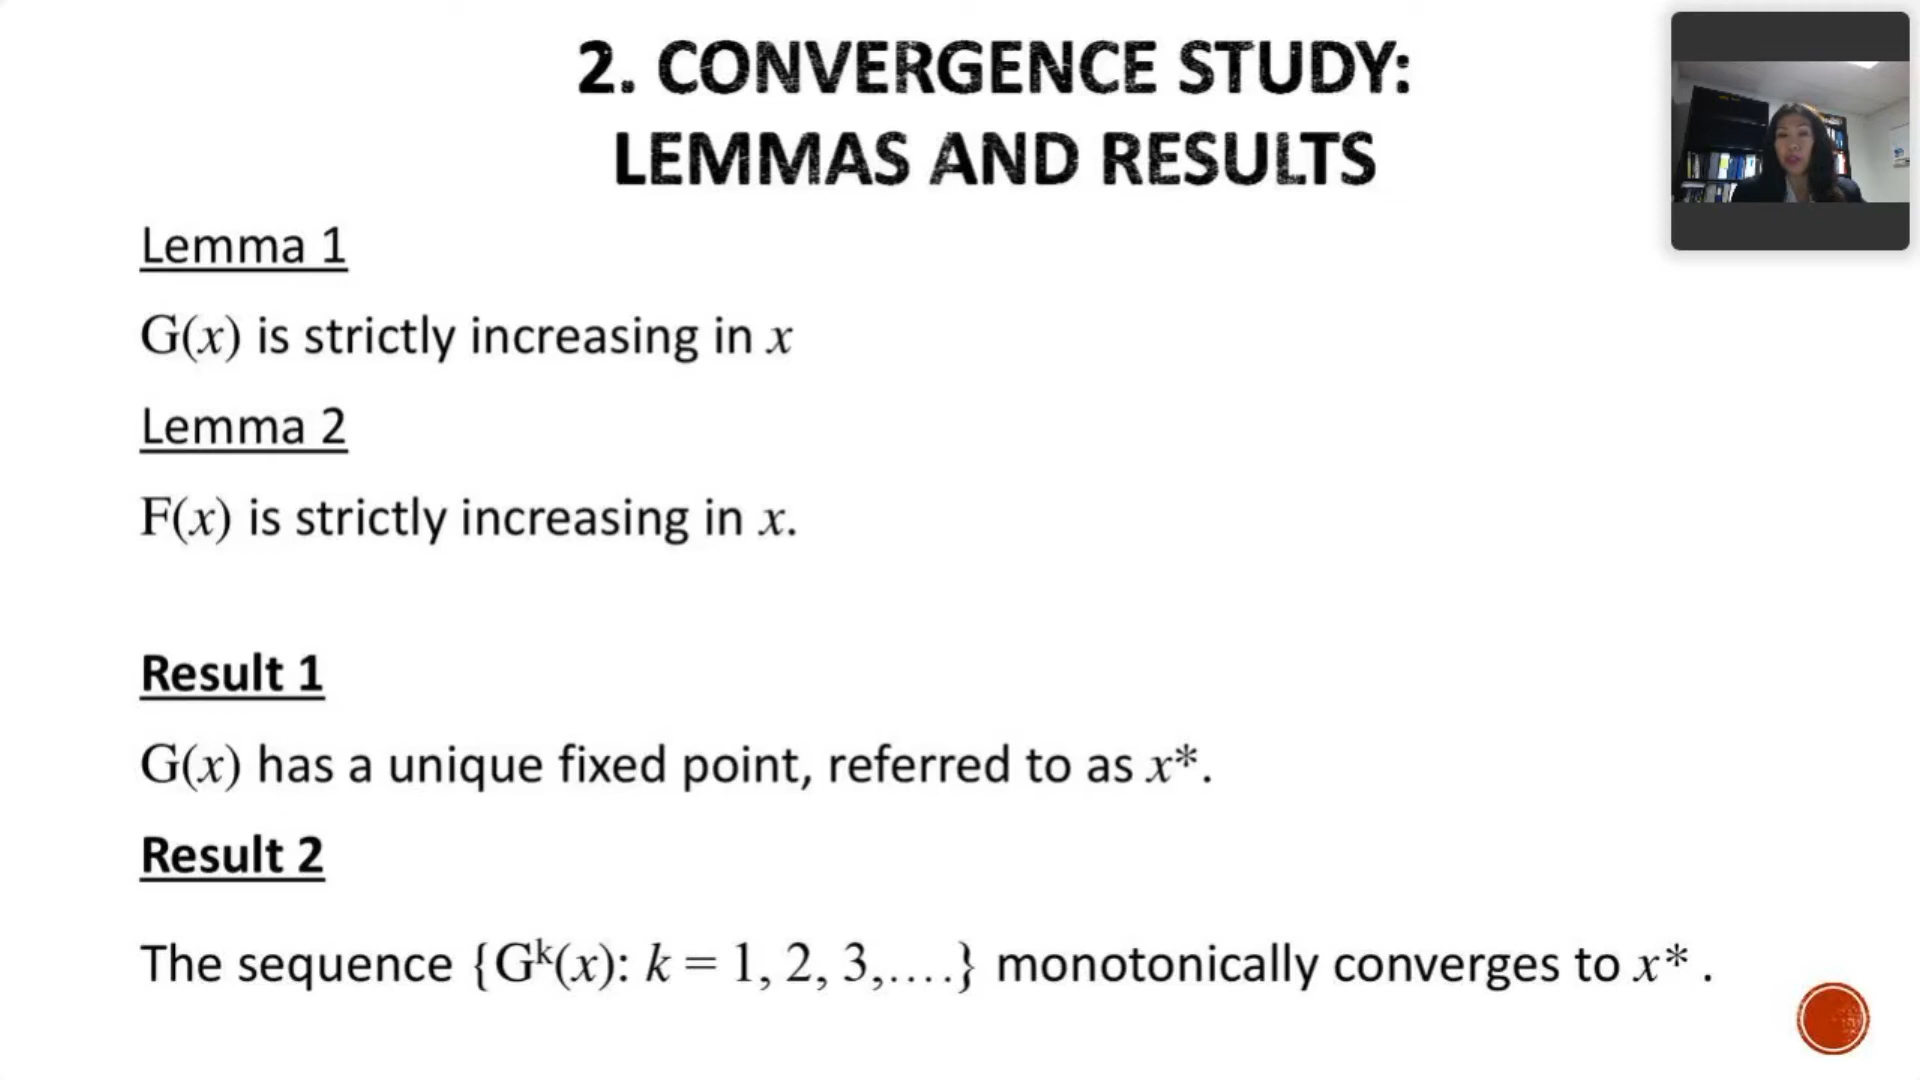 2. CONVERGENCE STUDY:
LEMMAS AND RESULTS
Lemma 1
G(x) is strictly increasing in x
Lemma 2
F(x) is strictly increasing in x.
Result 1
G(x) has a unique fixed point, referred to as x*.
Result 2
The sequence {Gᵏ(x): k = 1, 2, 3,....} monotonically converges to x* .